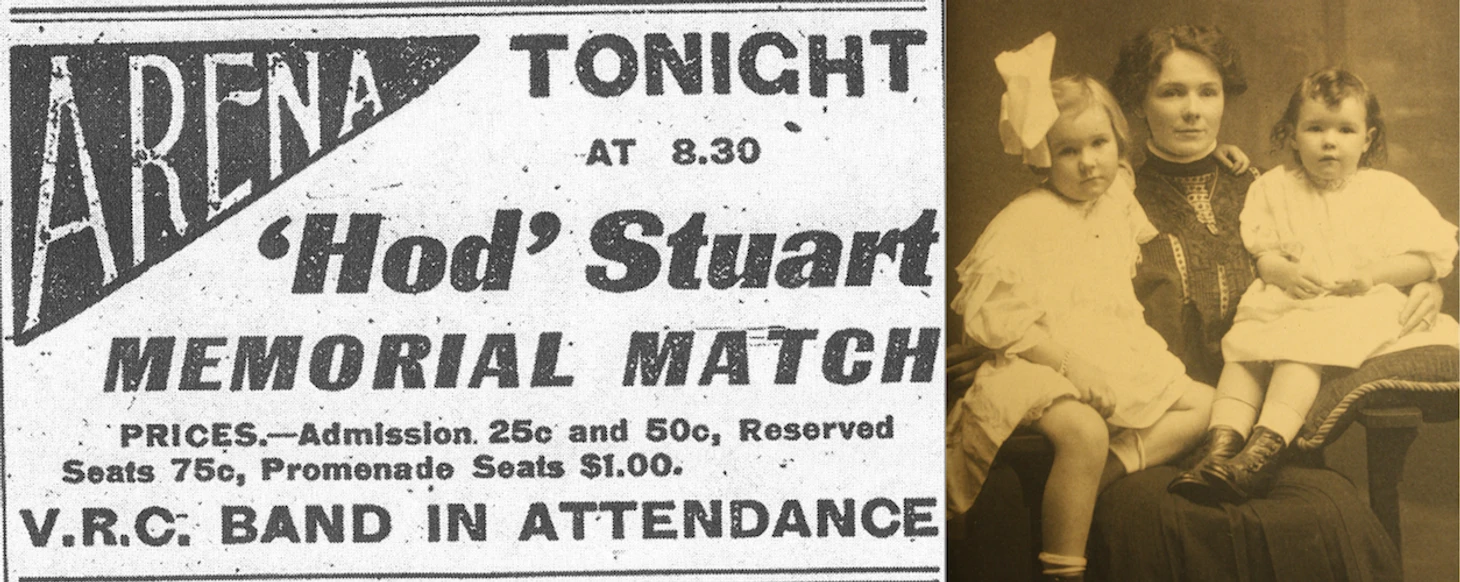 ARENA
TONIGHT
AT 8.30
'Hod' Stuart
MEMORIAL MATCH
PRICES.—Admission. 25c and 50c, Reserved
Seats 75c, Promenade Seats $1.00.
V.R.C. BAND IN ATTENDANCE